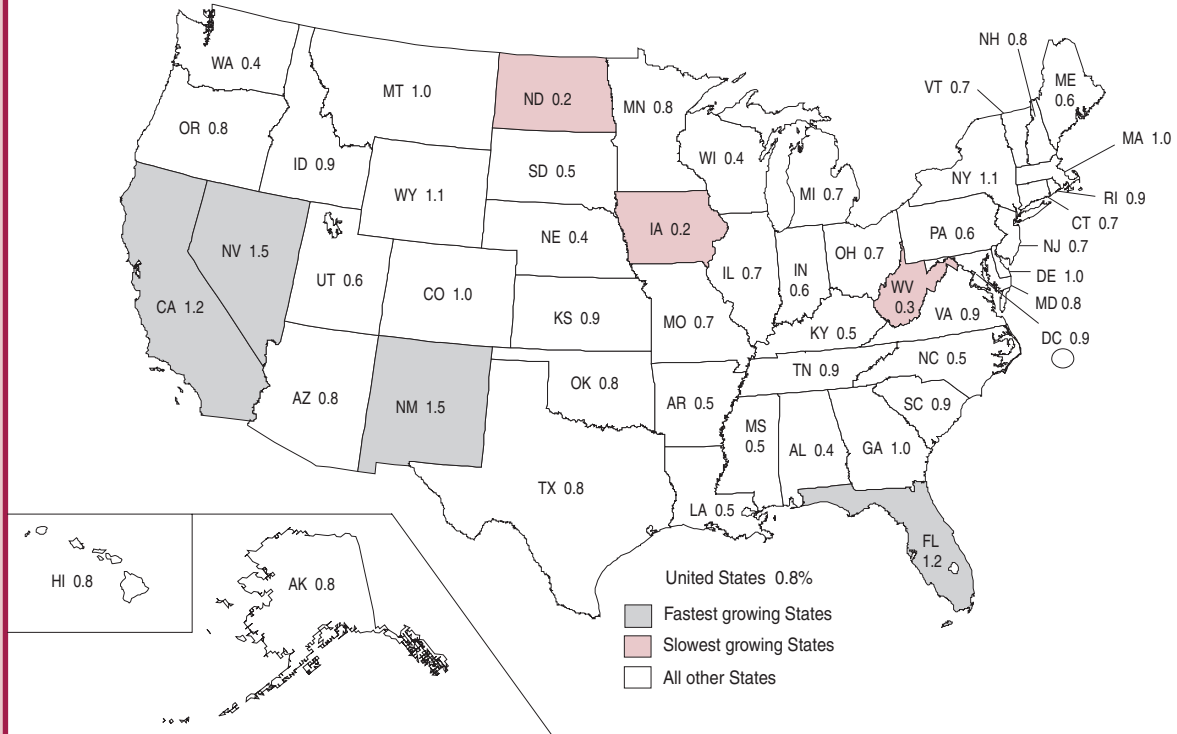 WA 0.4
OR 0.8
CA 1.2
NV 1.5
ID 0.9
MT 1.0
WY 1.1
UT 0.6
CO 1.0
AZ 0.8
NM 1.5
ND 0.2
SD 0.5
NE 0.4
KS 0.9
OK 0.8
TX 0.8
MN 0.8
IA 0.2
MO 0.7
AR 0.5
LA 0.5
WI 0.4
IL 0.7
MI 0.7
IN
0.6
OH 0.7
KY 0.5
TN 0.9
MS
0.5
AL 0.4
GA 1.0
FL
1.2
SC 0.9
NC 0.5
VA 0.9
WV
0.3
PA 0.6
NY 1.1
VT 0.7
NH 0.8
ME
0.6
MA 1.0
RI 0.9
CT 0.7
NJ 0.7
DE 1.0
MD 0.8
DC 0.9
HI 0.8
AK 0.8
United States 0.8%
Fastest growing States
Slowest growing States
All other States